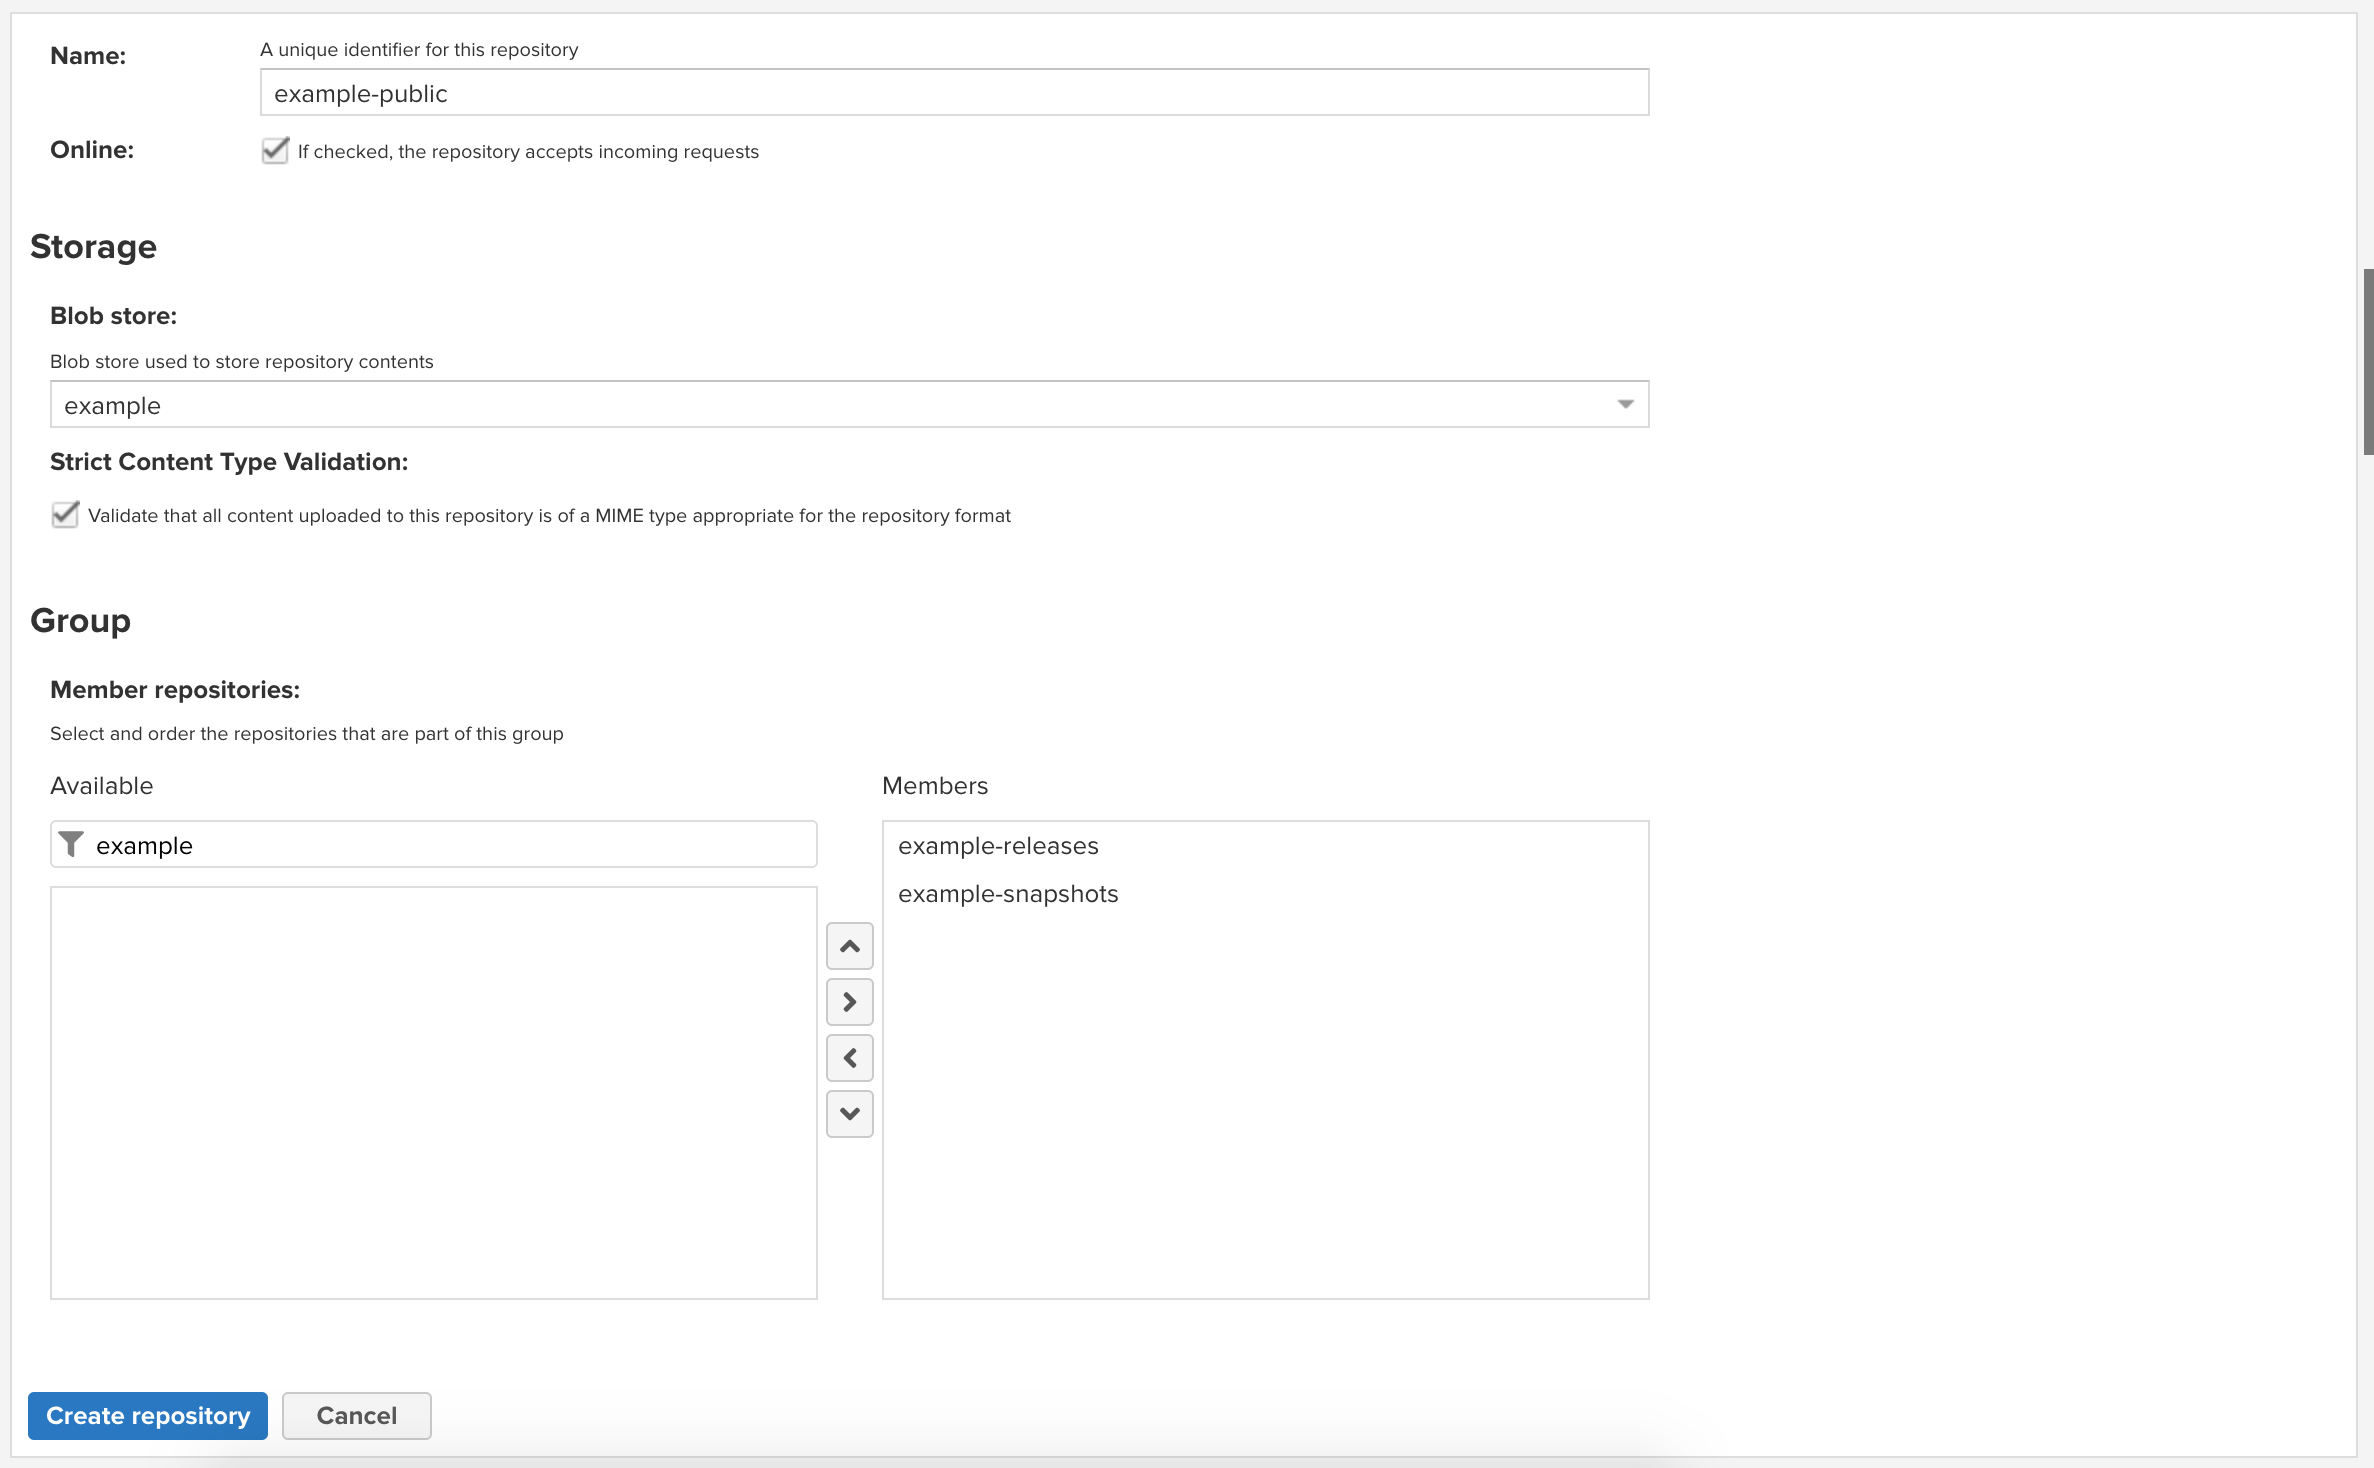 Name:
A unique identifier for this repository
example-public
Online:
If checked, the repository accepts incoming requests
Storage
Blob store:
Blob store used to store repository contents
example
Strict Content Type Validation:
Validate that all content uploaded to this repository is of a MIME type appropriate for the repository format
Group
Member repositories:
Select and order the repositories that are part of this group
Available
Members
example
example-releases
example-snapshots
Create repository
Cancel